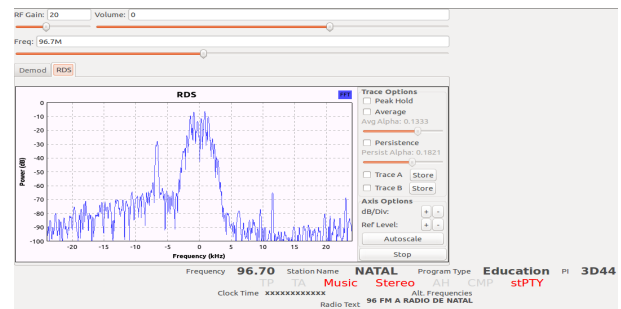 RF Gain: 20 Volume: 0
Freq: 96.7M
Demod RDS
RDS
FFT
Trace Options
Peak Hold
Average
Avg Alpha: 0.1333
Persistence
Persist Alpha: 0.1821
Trace A Store
Trace B Store
Axis Options
dB/Div: + -
Ref Level: + -
Autoscale
Stop
Power (dB)
0
-10
-20
-30
-40
-50
-60
-70
-80
-90
-100
-20 -15 -10 -5 0 5 10 15 20
Frequency (kHz)
Frequency 96.70 Station Name NATAL Program Type Education PI 3D44
TP TA Music Stereo AH CMP stPTY
Clock Time xxxxxxxxxxxx Alt. Frequencies
Radio Text 96 FM A RADIO DE NATAL